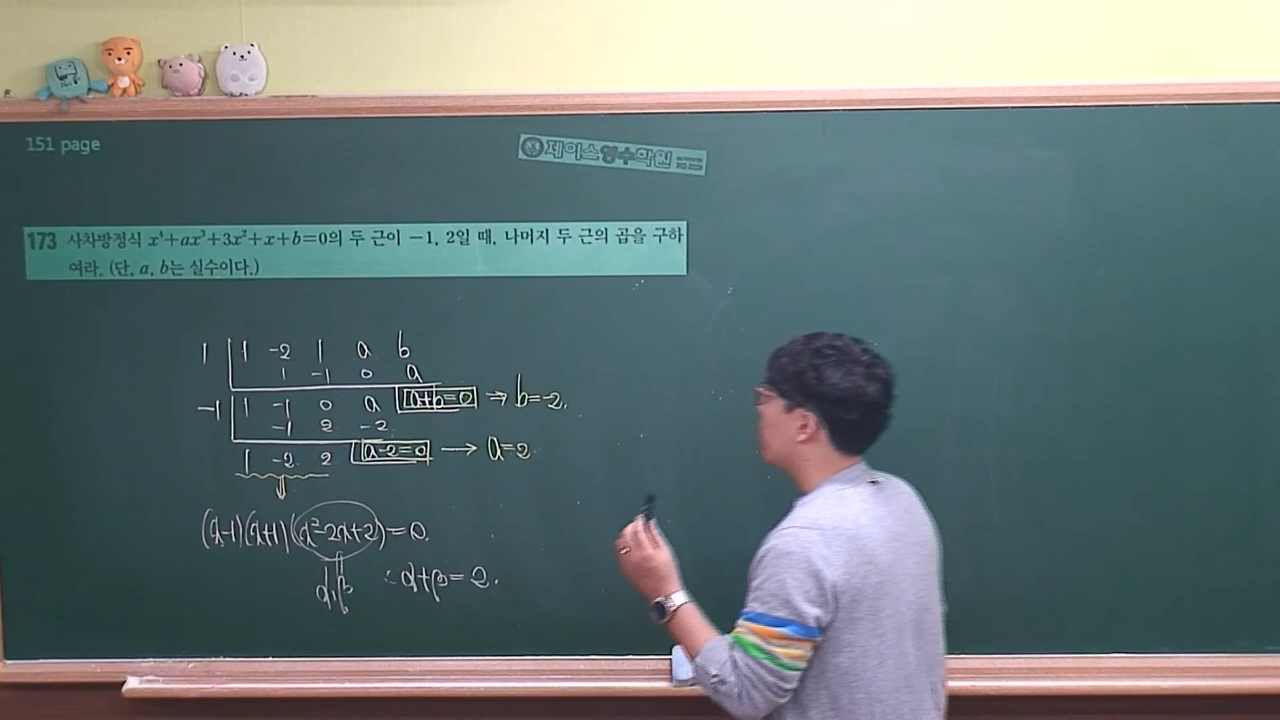 151 page
제이스영수학원
173 사차방정식 x⁴+ax³+3x²+x+b=0의 두 근이 -1, 2일 때, 나머지 두 근의 곱을 구하
여라. (단, a, b는 실수이다.)
1 | 1 -2 1 a b
1 -1 0 a
-1 | 1 -1 0 a a+b=0 ⇒ b=-2.
-1 2 -2
1 -2 2 a-2=0 → a=2.
(x-1)(x+1)(x²-2x+2)=0.
α, β ∴ α+β=2.